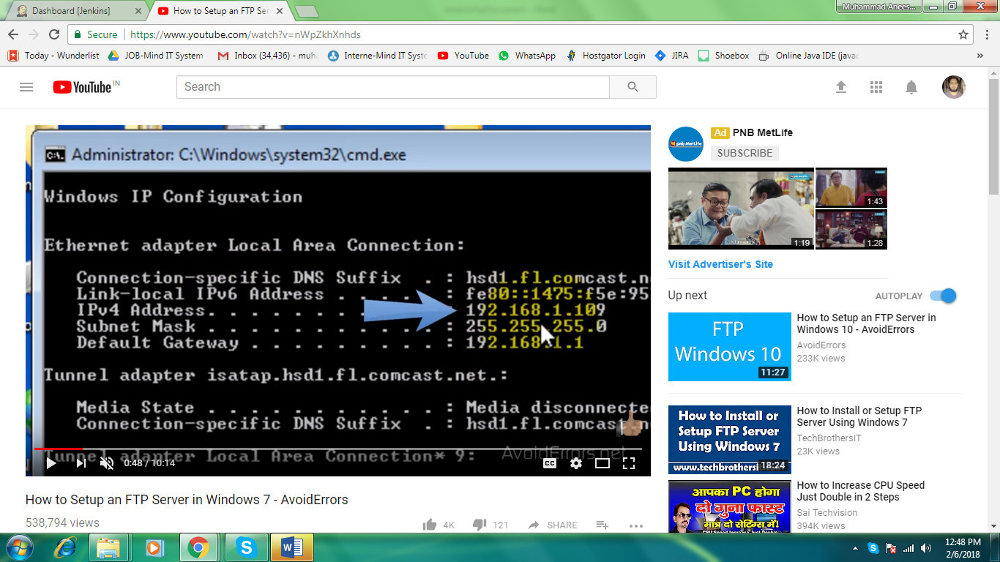 Dashboard [Jenkins]
How to Setup an FTP Ser
Muhammad Anees...
Secure
https://www.youtube.com/watch?v=nWpZkhXnhds
Today - Wunderlist
JOB-Mind IT System
Inbox (34,436) - muh
Interne-Mind IT Syste
YouTube
WhatsApp
Hostgator Login
JIRA
Shoebox
Online Java IDE (java
»
YouTube IN
Search
Administrator: C:\Windows\system32\cmd.exe
Windows IP Configuration
Ethernet adapter Local Area Connection:
Connection-specific DNS Suffix . : hsd1.fl.comcast.n
Link-local IPv6 Address . . . . . : fe80::1475:f5e:95
IPv4 Address. . . . . . . . . . . : 192.168.1.109
Subnet Mask . . . . . . . . . . . : 255.255.255.0
Default Gateway . . . . . . . . . : 192.168.1.1
Tunnel adapter isatap.hsd1.fl.comcast.net.:
Media State . . . . . . . . . . . : Media disconnecte
Connection-specific DNS Suffix . : hsd1.fl.comcast.n
Tunnel adapter Local Area Connection* 9:
AvoidErrors.net
0:48 / 10:14
CC
How to Setup an FTP Server in Windows 7 - AvoidErrors
538,794 views
4K
121
SHARE
pnb MetLife
Ad PNB MetLife
SUBSCRIBE
1:19
1:43
1:28
Visit Advertiser's Site
Up next
AUTOPLAY
FTP
Windows 10
11:27
How to Setup an FTP Server in
Windows 10 - AvoidErrors
AvoidErrors
233K views
How to Install or
Setup FTP Server
Using Windows 7
www.techbrothersi
18:24
How to Install or Setup FTP
Server Using Windows 7
TechBrothersIT
23K views
आपका PC होगा
दो गुना फास्ट
मात्र दो सेटिंग्स में!
How to Increase CPU Speed
Just Double in 2 Steps
Sai Techvision
394K views
12:48 PM
2/6/2018